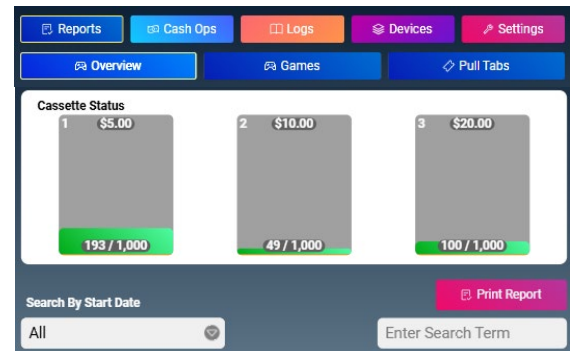 Reports Cash Ops Logs Devices Settings
Overview Games Pull Tabs
Cassette Status
1 $5.00 2 $10.00 3 $20.00
193 / 1,000 49 / 1,000 100 / 1,000
Print Report
Search By Start Date
All Enter Search Term